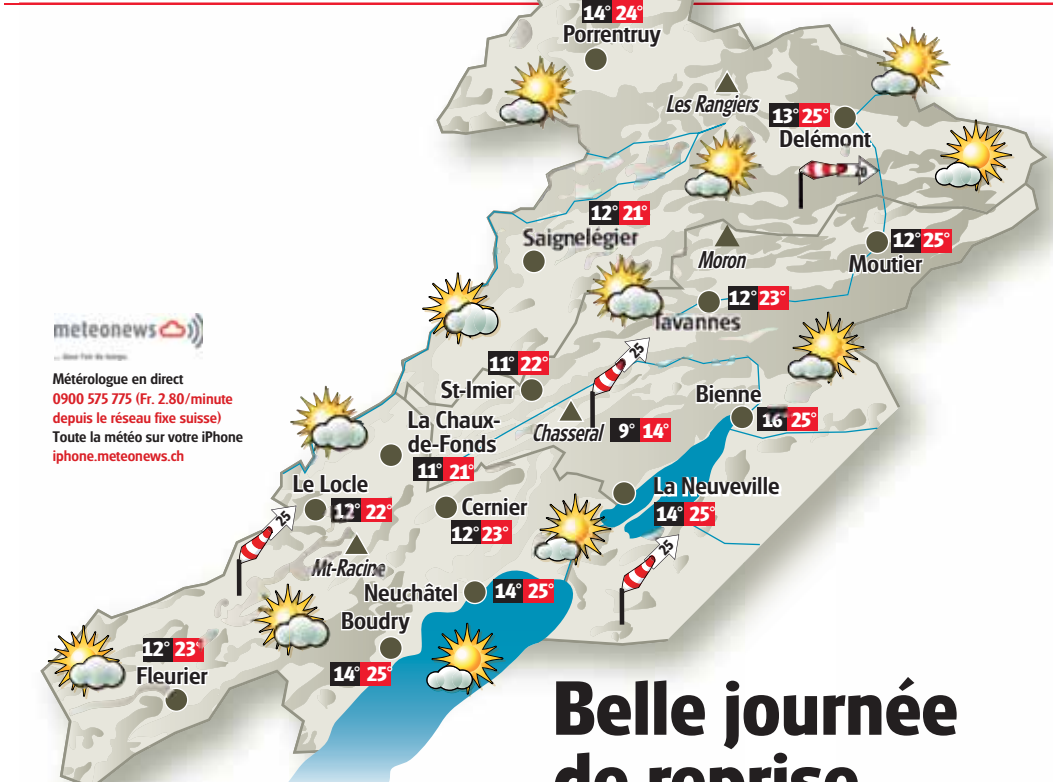 14° 24°
Porrentruy
Les Rangiers
13° 25°
Delémont
20
12° 21°
Saignelégier
Moron
12° 25°
Moutier
12° 23°
Tavannes
meteonews
Météorologue en direct
0900 575 775 (Fr. 2.80/minute
depuis le réseau fixe suisse)
Toute la météo sur votre iPhone
iphone.meteonews.ch
11° 22°
St-Imier
25
Bienne
16 25°
Chasseral 9° 14°
La Chaux-
de-Fonds
11° 21°
Le Locle
12° 22°
25
Cernier
12° 23°
La Neuveville
14° 25°
25
Mt-Racine
Neuchâtel 14° 25°
Boudry
14° 25°
12° 23°
Fleurier
Belle journée
de reprise